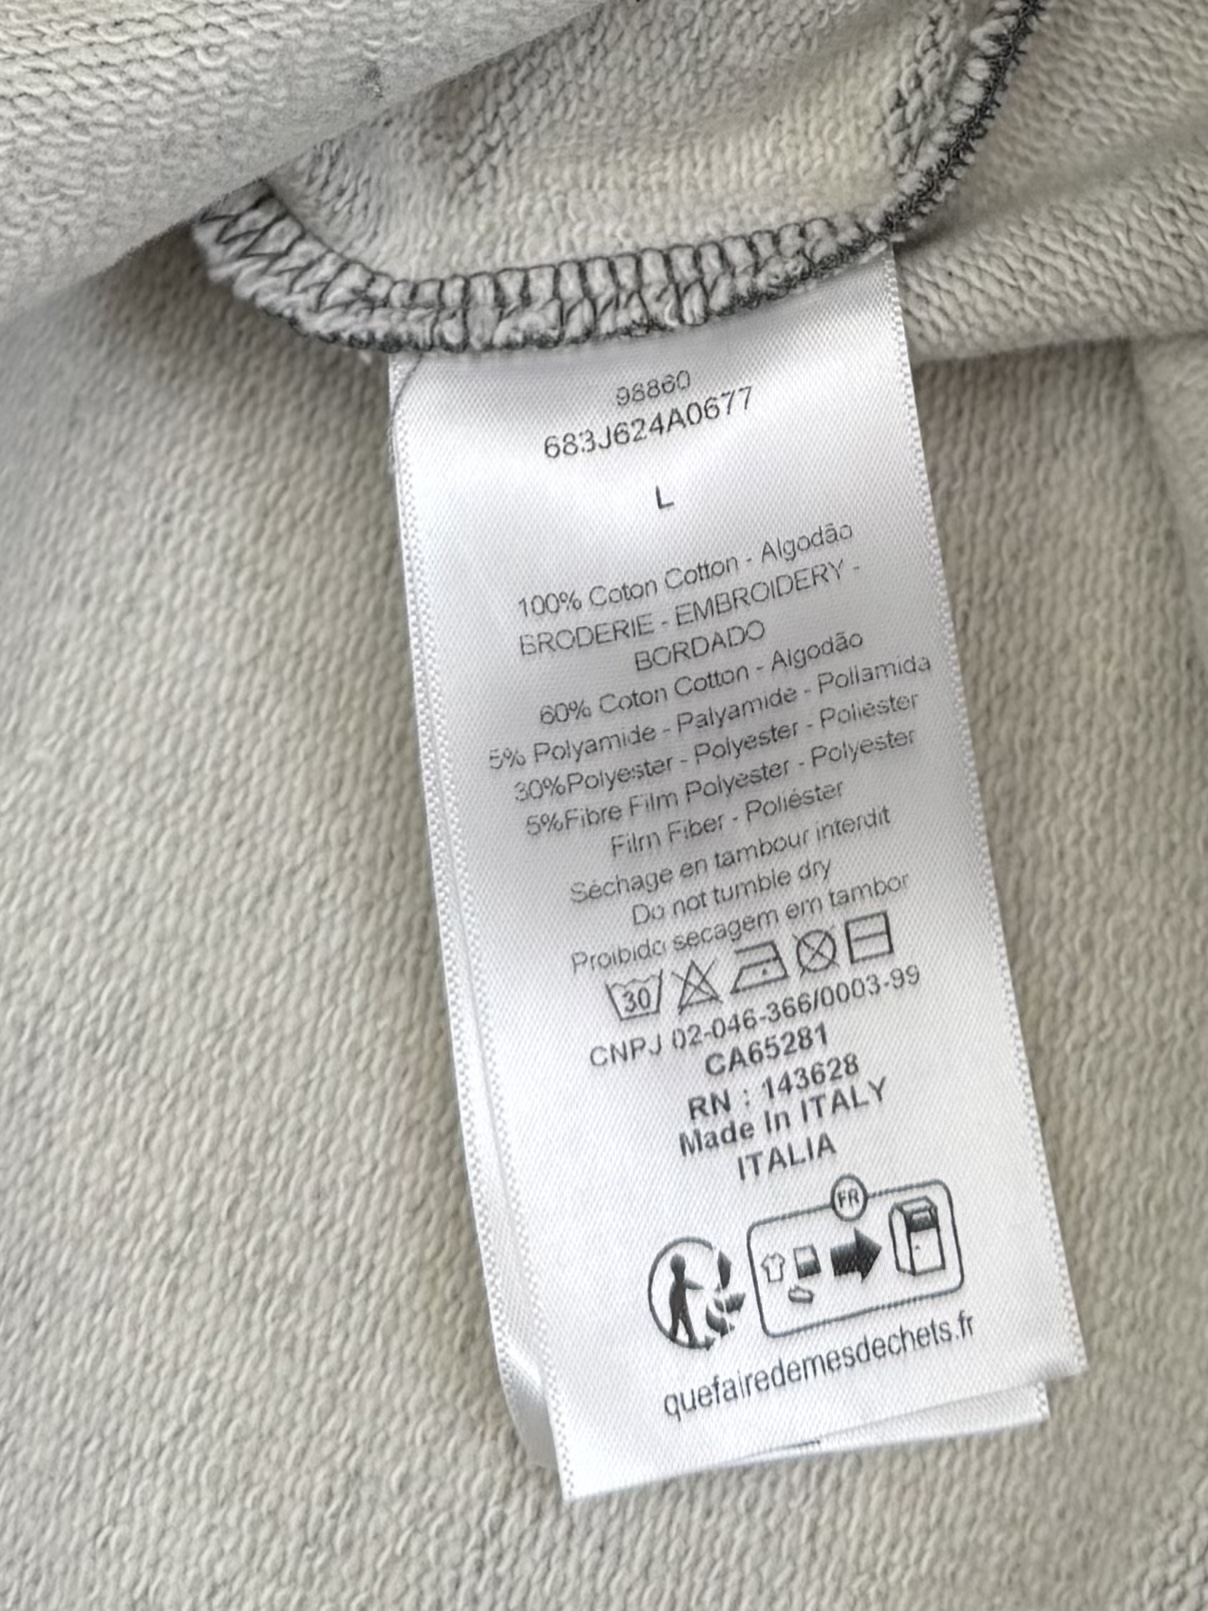 98860
683J624A0677
L
100% Coton Cotton - Algodão
BRODERIE - EMBROIDERY -
BORDADO
60% Coton Cotton - Algodão
5% Polyamide - Palyamide - Poliamida
30%Polyester - Polyester - Poliéster
5%Fibre Film Polyester - Polyester
Film Fiber - Poliéster
Séchage en tambour interdit
Do not tumble dry
Proibido secagem em tambor
30
CNPJ 02-046-366/0003-99
CA65281
RN : 143628
Made In ITALY
ITALIA
FR
quefairedemesdechets.fr